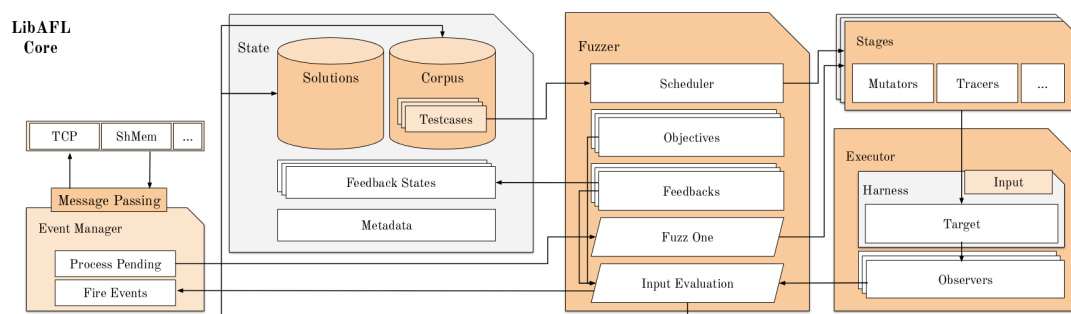 LibAFL
Core
State
Solutions
Corpus
Testcases
Feedback States
Metadata
TCP
ShMem
...
Message Passing
Event Manager
Process Pending
Fire Events
Fuzzer
Scheduler
Objectives
Feedbacks
Fuzz One
Input Evaluation
Stages
Mutators
Tracers
...
Executor
Harness
Input
Target
Observers